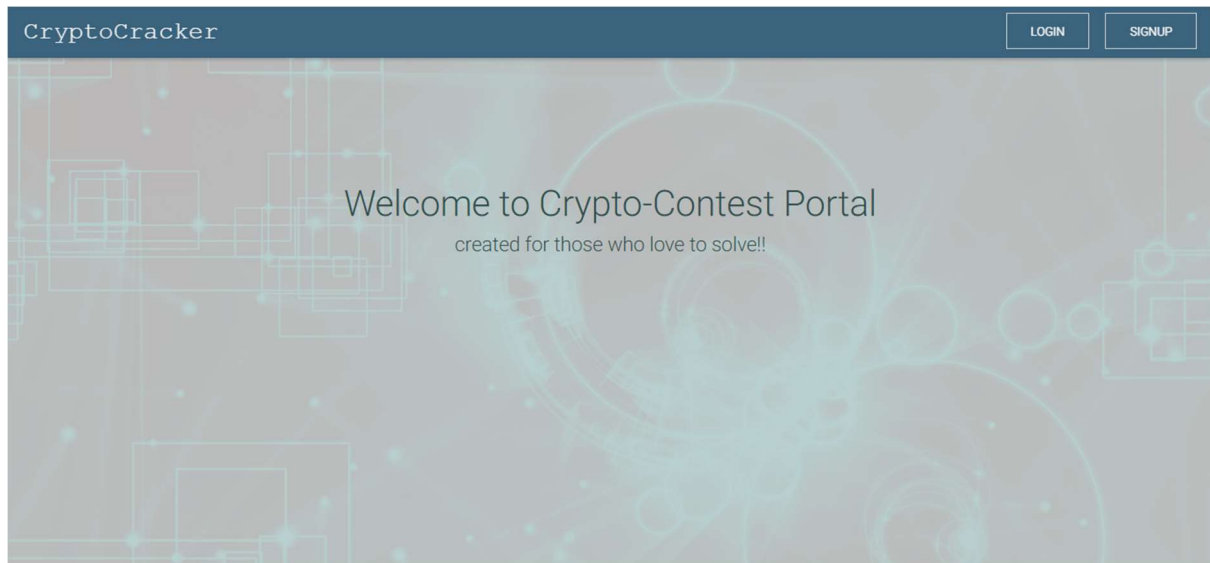 CryptoCracker
LOGIN
SIGNUP
Welcome to Crypto-Contest Portal
created for those who love to solve!!